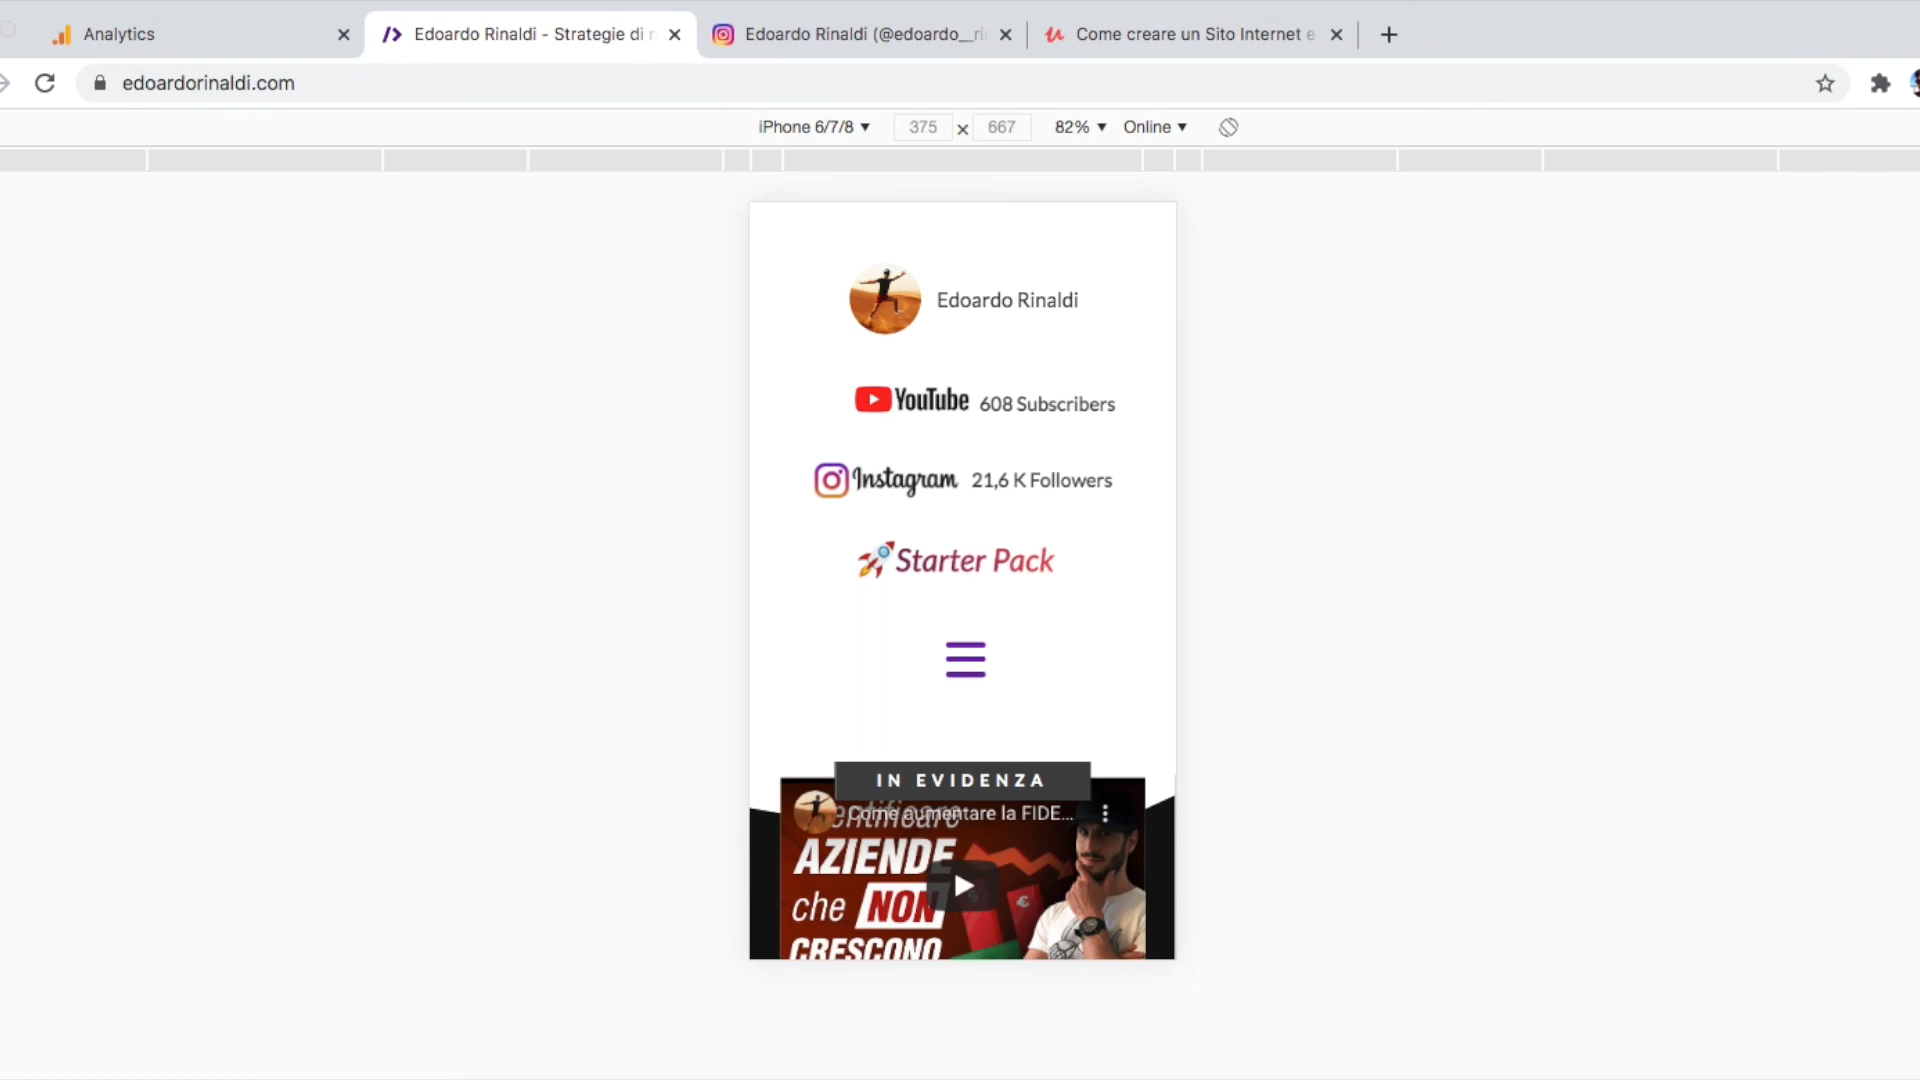 Analytics
Edoardo Rinaldi - Strategie di
Edoardo Rinaldi (@edoardo__ri
Come creare un Sito Internet e
edoardorinaldi.com
iPhone 6/7/8 ▼ 375 × 667 82% ▼ Online ▼
Edoardo Rinaldi
YouTube 608 Subscribers
Instagram 21,6 K Followers
Starter Pack
IN EVIDENZA
Come aumentare la FIDE...
AZIENDE
che NON
CRESCONO